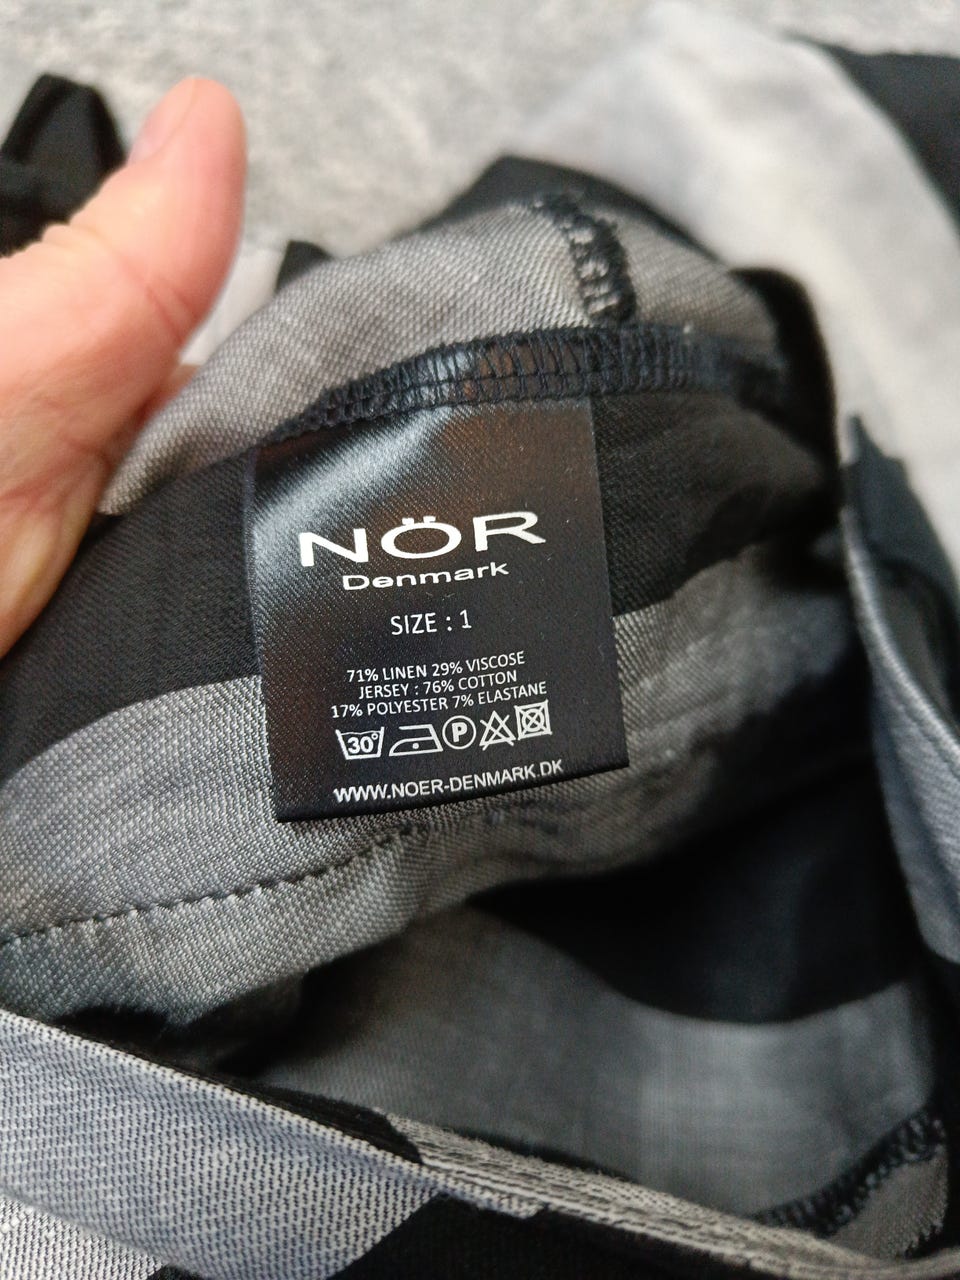 NÖR
Denmark
SIZE : 1
71% LINEN 29% VISCOSE
JERSEY : 76% COTTON
17% POLYESTER 7% ELASTANE
30° P
WWW.NOER-DENMARK.DK